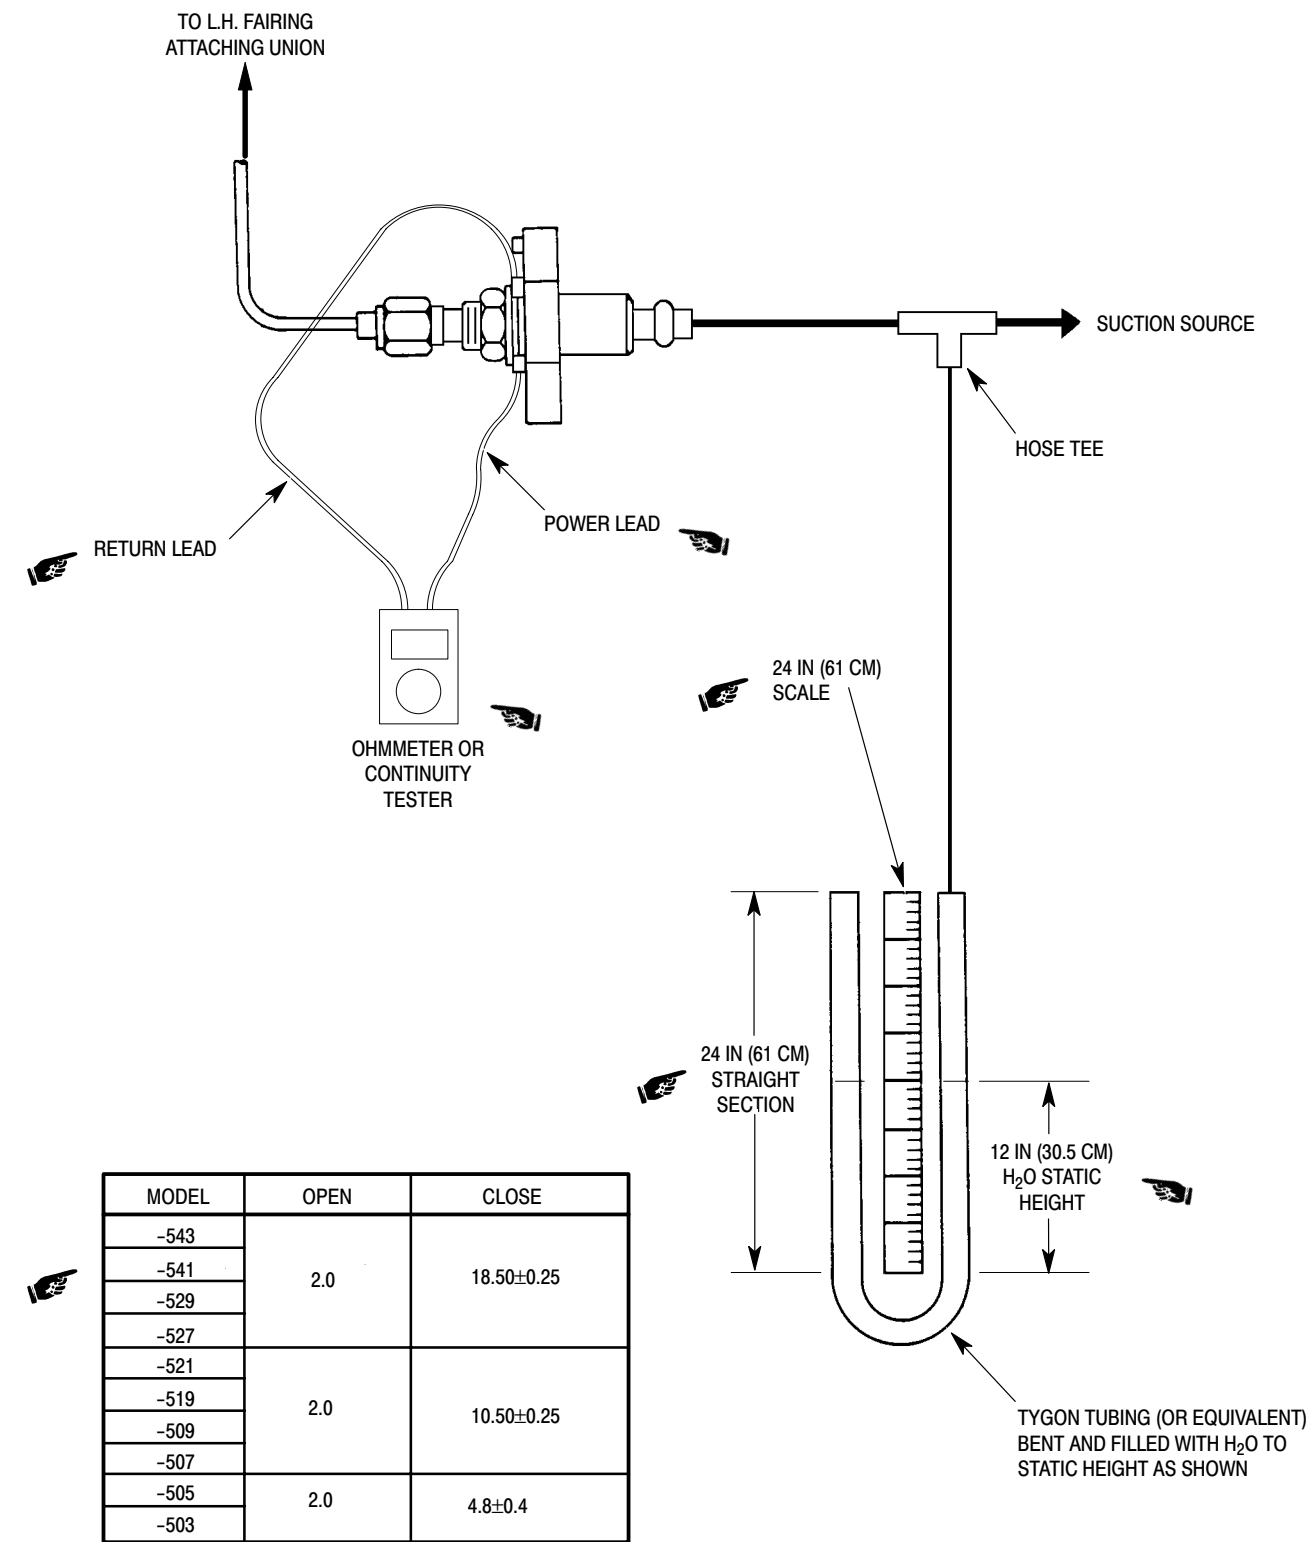 TO L.H. FAIRING
ATTACHING UNION
SUCTION SOURCE
HOSE TEE
POWER LEAD
RETURN LEAD
24 IN (61 CM)
SCALE
OHMMETER OR
CONTINUITY
TESTER
24 IN (61 CM)
STRAIGHT
SECTION
12 IN (30.5 CM)
H2O STATIC
HEIGHT
MODEL OPEN CLOSE
-543
-541
-529
-527
2.0 18.50±0.25
-521
-519
-509
-507
2.0 10.50±0.25
-505
-503
2.0 4.8±0.4
TYGON TUBING (OR EQUIVALENT)
BENT AND FILLED WITH H2O TO
STATIC HEIGHT AS SHOWN